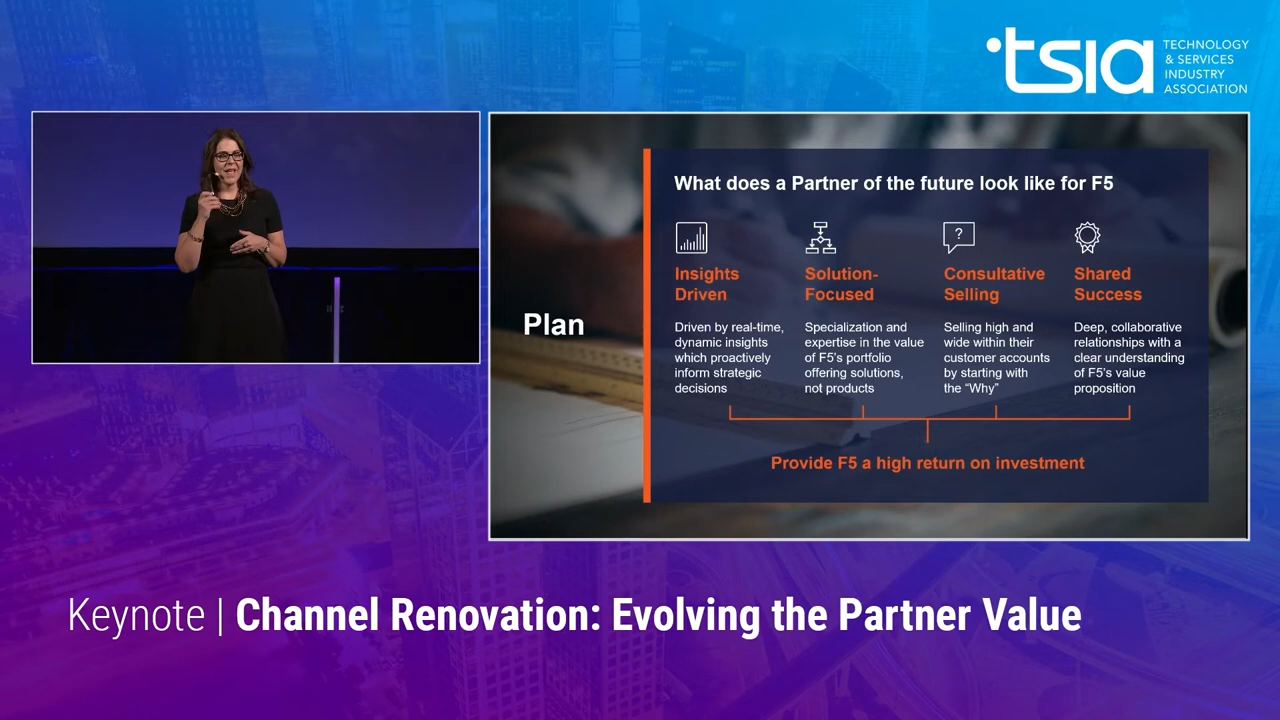 tsia
TECHNOLOGY
& SERVICES
INDUSTRY
ASSOCIATION
What does a Partner of the future look like for F5
Plan
?
Insights
Driven
Driven by real-time,
dynamic insights
which proactively
inform strategic
decisions
Solution-
Focused
Specialization and
expertise in the value
of F5's portfolio
offering solutions,
not products
Consultative
Selling
Selling high and
wide within their
customer accounts
by starting with
the “Why”
Shared
Success
Deep, collaborative
relationships with a
clear understanding
of F5's value
proposition
Provide F5 a high return on investment
Keynote | Channel Renovation: Evolving the Partner Value